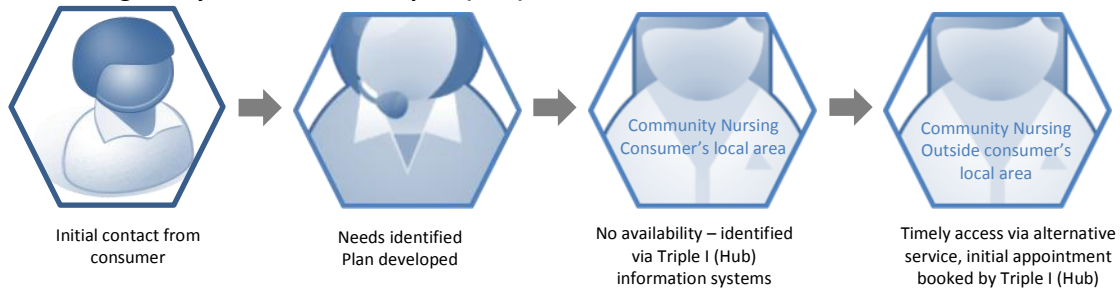 Community Nursing
Consumer's local area
Community Nursing
Outside consumer's
local area
Initial contact from
consumer
Needs identified
Plan developed
No availability – identified
via Triple I (Hub)
information systems
Timely access via alternative
service, initial appointment
booked by Triple I (Hub)